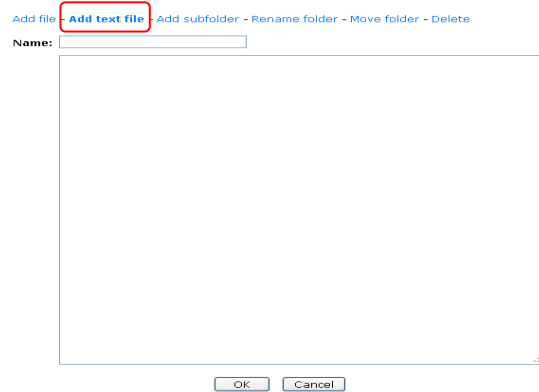 Add file - Add text file - Add subfolder - Rename folder - Move folder - Delete
Name:
OK Cancel